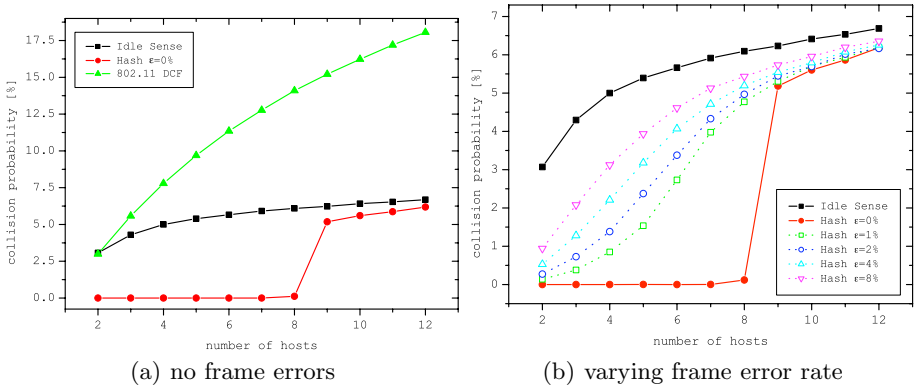 17.5
15.0
12.5
10.0
7.5
5.0
2.5
0.0
collision probability [%]
Idle Sense
Hash ε=0%
802.11 DCF
2
4
6
8
10
12
number of hosts
(a) no frame errors
7
6
5
4
3
2
1
0
collision probability [%]
Idle Sense
Hash ε=0%
Hash ε=1%
Hash ε=2%
Hash ε=4%
Hash ε=8%
2
4
6
8
10
12
number of hosts
(b) varying frame error rate